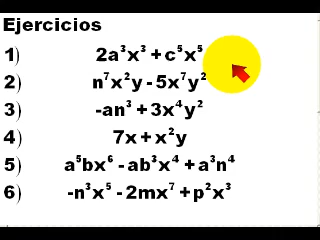 Ejercicios
1) 2a³x³ + c⁵x⁵
2) n⁷x²y - 5x⁷y²
3) -an³ + 3x⁴y²
4) 7x + x²y
5) a⁵bx⁶ - ab³x⁴ + a³n⁴
6) -n³x⁵ - 2mx⁷ + p²x³